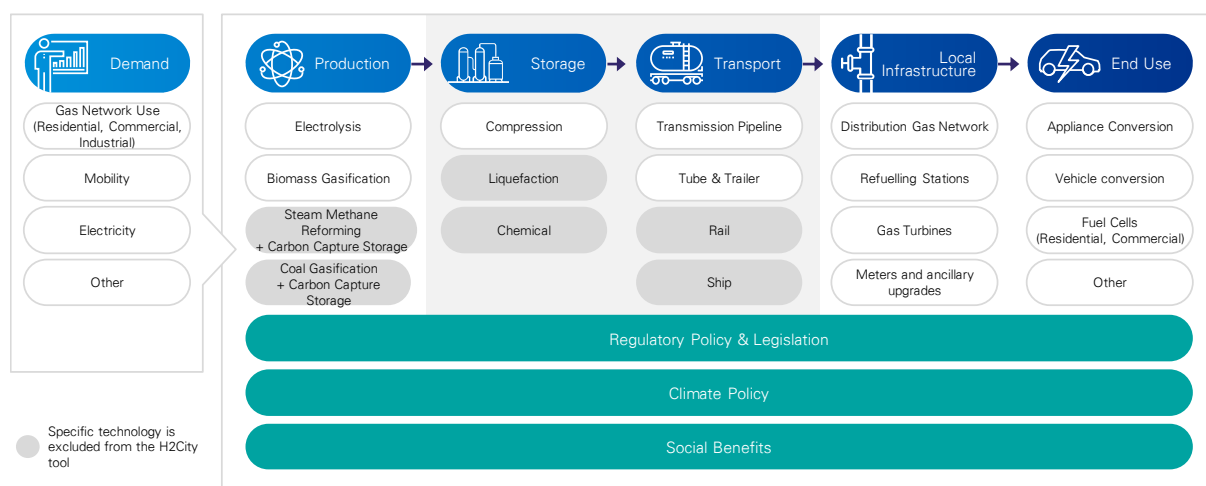 Demand
Gas Network Use
(Residential, Commercial,
Industrial)
Mobility
Electricity
Other
Specific technology is
excluded from the H2City
tool
Production
Electrolysis
Biomass Gasification
Steam Methane
Reforming
+ Carbon Capture Storage
Coal Gasification
+ Carbon Capture
Storage
Storage
Compression
Liquefaction
Chemical
Transport
Transmission Pipeline
Tube & Trailer
Rail
Ship
Local
Infrastructure
Distribution Gas Network
Refuelling Stations
Gas Turbines
Meters and ancillary
upgrades
End Use
Appliance Conversion
Vehicle conversion
Fuel Cells
(Residential, Commercial)
Other
Regulatory Policy & Legislation
Climate Policy
Social Benefits